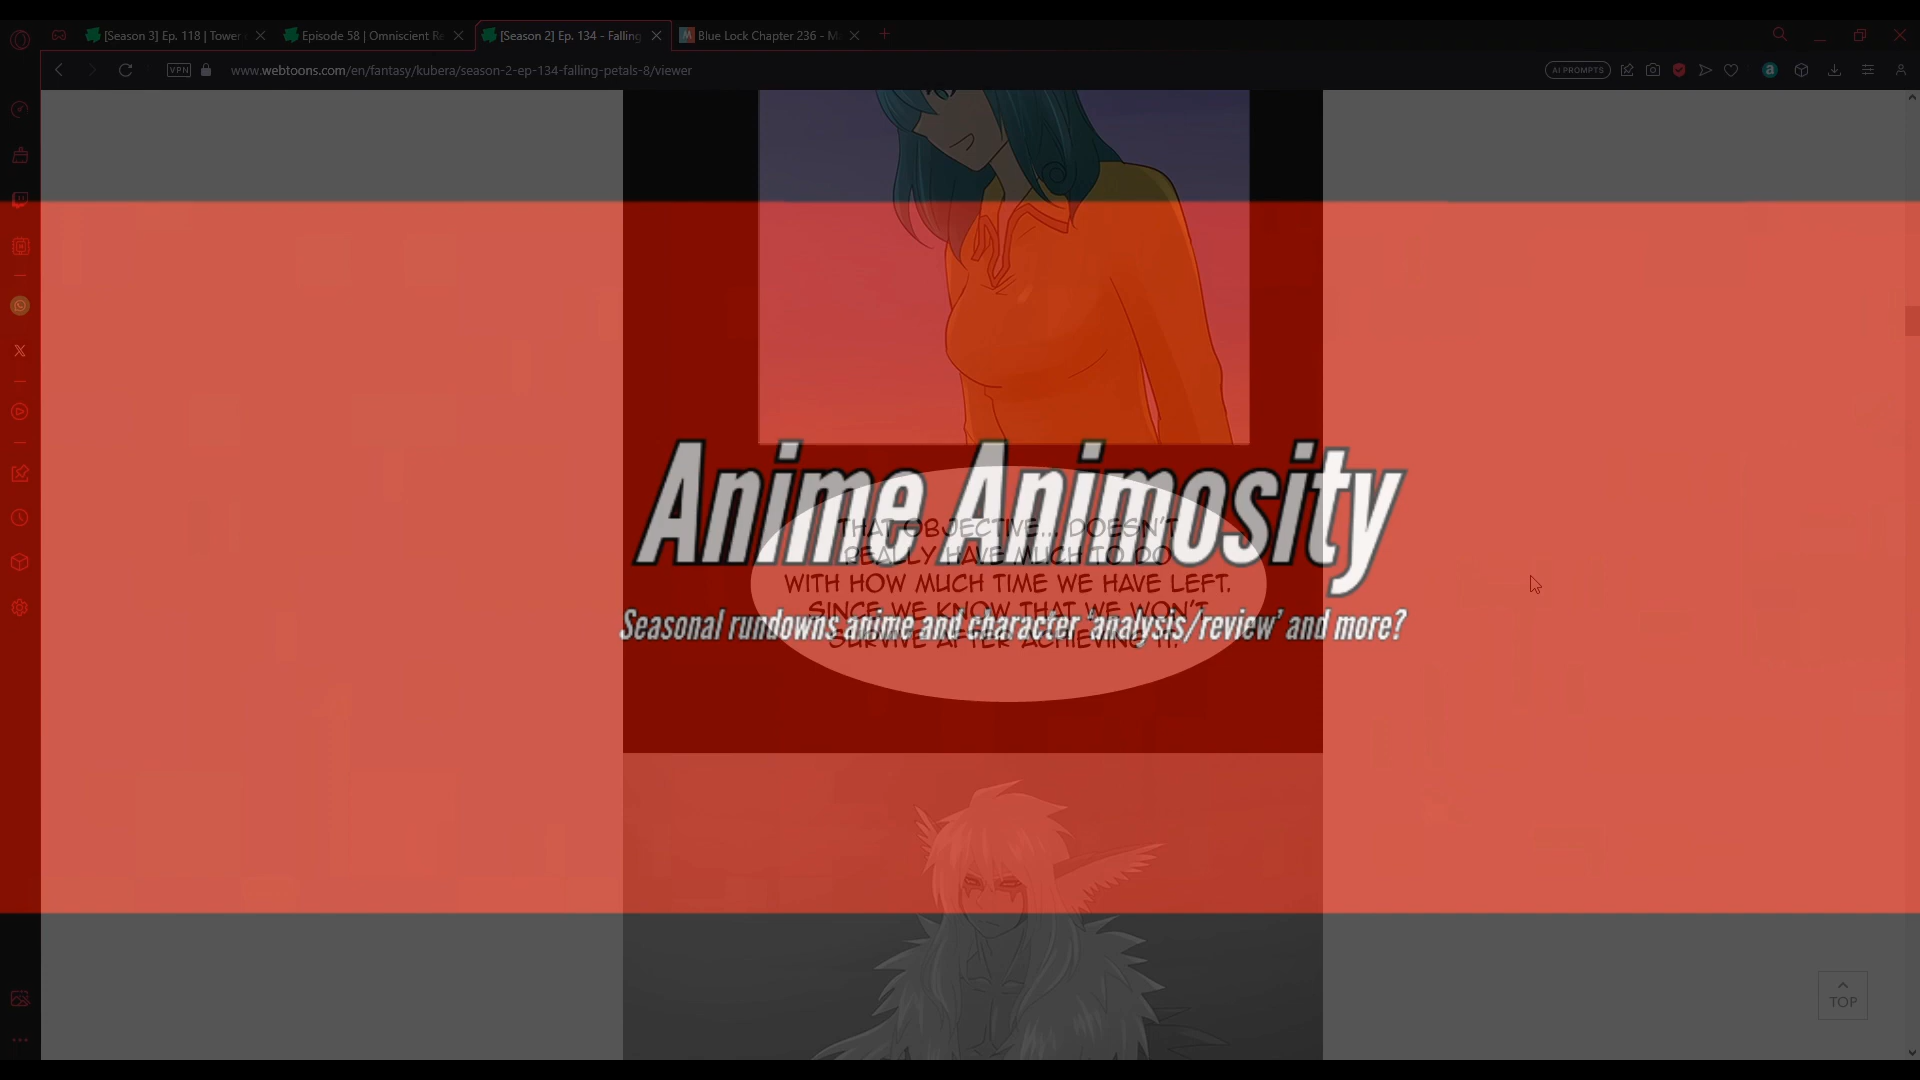 [Season 3] Ep. 118 | Tower
Episode 58 | Omniscient Re
[Season 2] Ep. 134 - Falling
Blue Lock Chapter 236 - M
VPN
www.webtoons.com/en/fantasy/kubera/season-2-ep-134-falling-petals-8/viewer
AI PROMPTS
Anime Animosity
THAT OBJECTIVE... DOESN'T
REALLY HAVE MUCH TO DO
WITH HOW MUCH TIME WE HAVE LEFT.
SINCE WE KNOW THAT WE WON'T
SURVIVE AFTER ACHIEVING IT.
Seasonal rundowns anime and character 'analysis/review' and more?
TOP